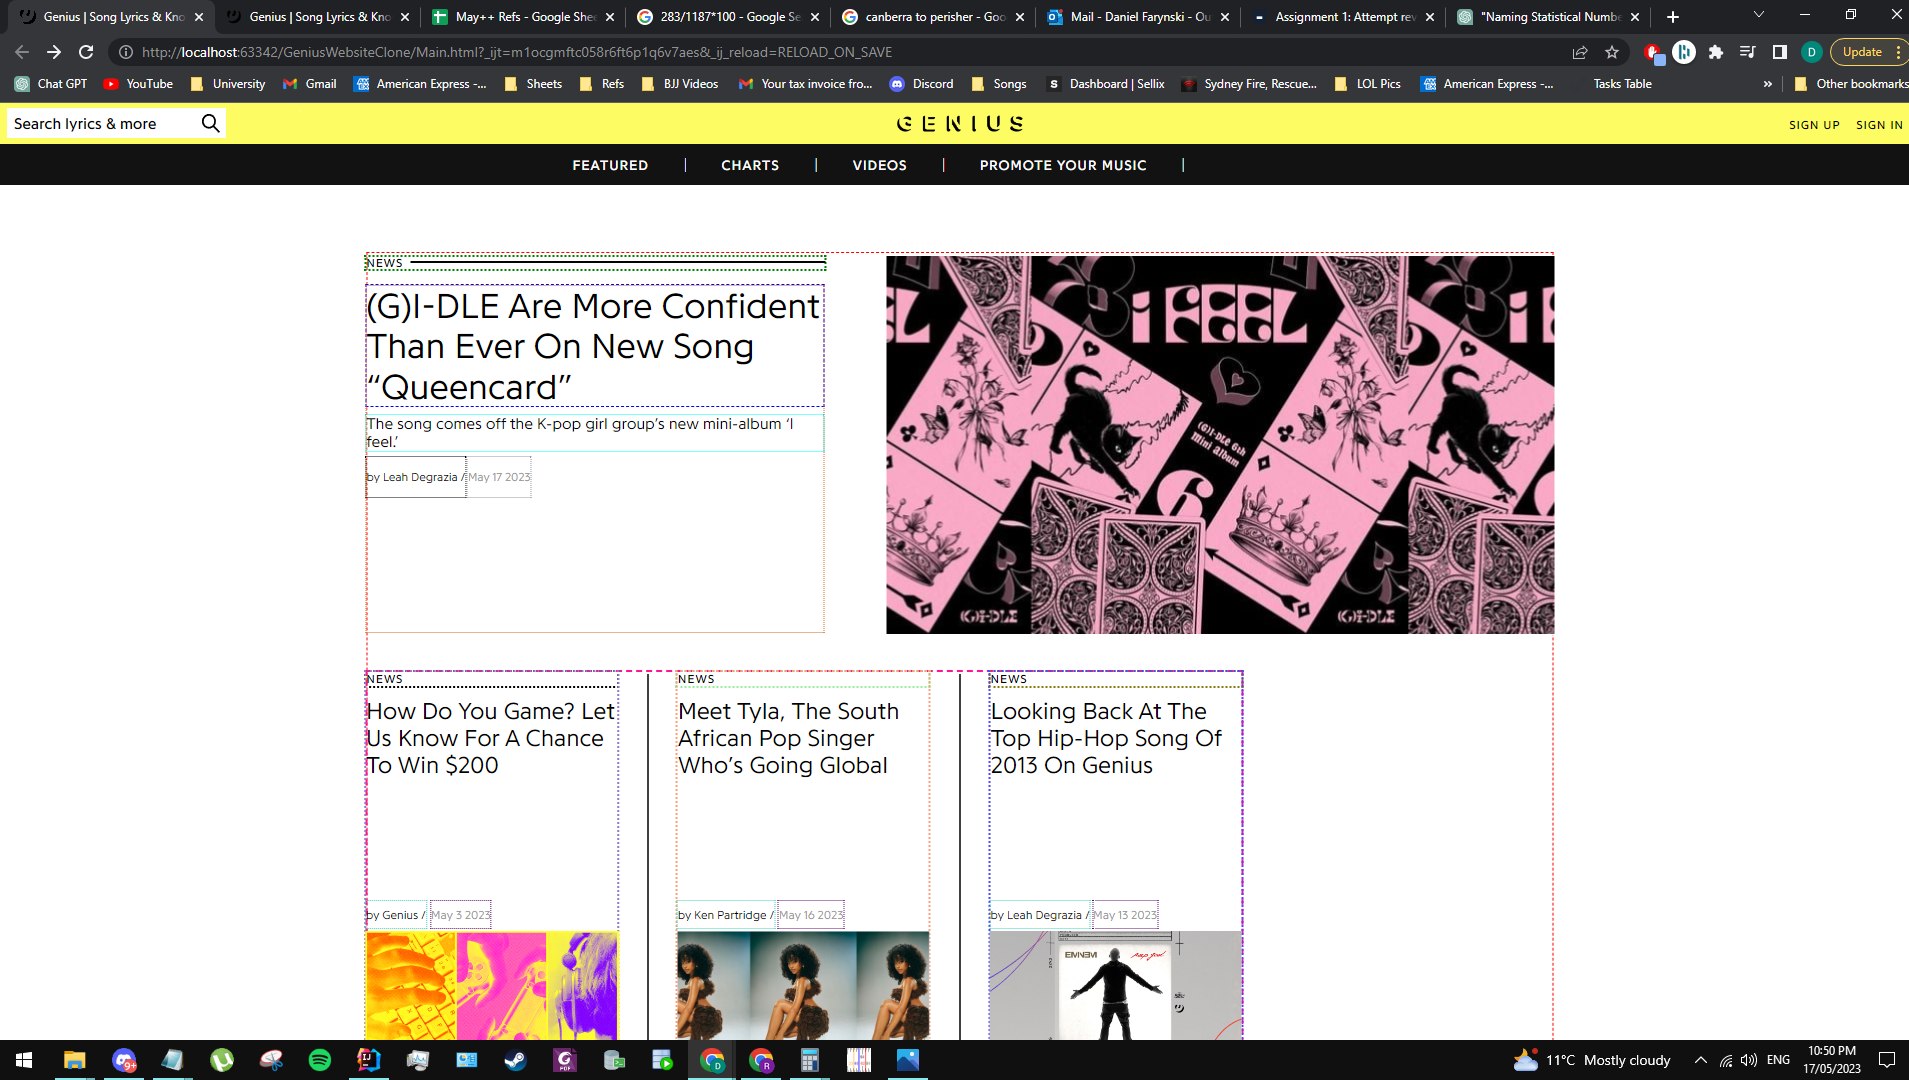 Genius | Song Lyrics & Kno
Genius | Song Lyrics & Kno
May++ Refs - Google She
283/1187*100 - Google Se
canberra to perisher - Goo
Mail - Daniel Farynski - Ou
Assignment 1: Attempt rev
"Naming Statistical Numbe
http://localhost:63342/GeniusWebsiteClone/Main.html?_ijt=m1ocgmftc058r6ft6p1q6v7aes&_ij_reload=RELOAD_ON_SAVE
D
Update
Chat GPT
YouTube
University
Gmail
American Express -...
Sheets
Refs
BJJ Videos
Your tax invoice fro...
Discord
Songs
Dashboard | Sellix
Sydney Fire, Rescue...
LOL Pics
American Express -...
Tasks Table
Other bookmarks
Search lyrics & more
GENIUS
SIGN UP
SIGN IN
FEATURED
CHARTS
VIDEOS
PROMOTE YOUR MUSIC
NEWS
(G)I-DLE Are More Confident
Than Ever On New Song
“Queencard”
The song comes off the K-pop girl group’s new mini-album ‘I
feel.’
by Leah Degrazia / May 17 2023
I FEEL
(G)I-DLE 6th
Mini Album
6
(G)I-DLE
(G)I-DLE
NEWS
How Do You Game? Let
Us Know For A Chance
To Win $200
by Genius / May 3 2023
NEWS
Meet Tyla, The South
African Pop Singer
Who’s Going Global
by Ken Partridge / May 16 2023
NEWS
Looking Back At The
Top Hip-Hop Song Of
2013 On Genius
by Leah Degrazia / May 13 2023
EMINEM
rap god
11°C Mostly cloudy
ENG
10:50 PM
17/05/2023